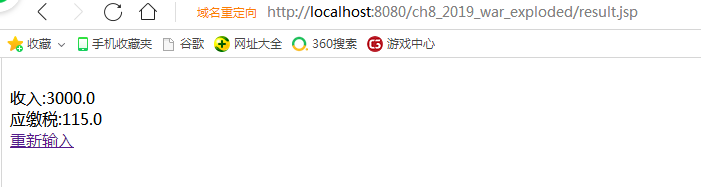 域名重定向 http://localhost:8080/ch8_2019_war_exploded/result.jsp
收藏 手机收藏夹 谷歌 网址大全 360搜索 游戏中心
收入:3000.0
应缴税:115.0
重新输入